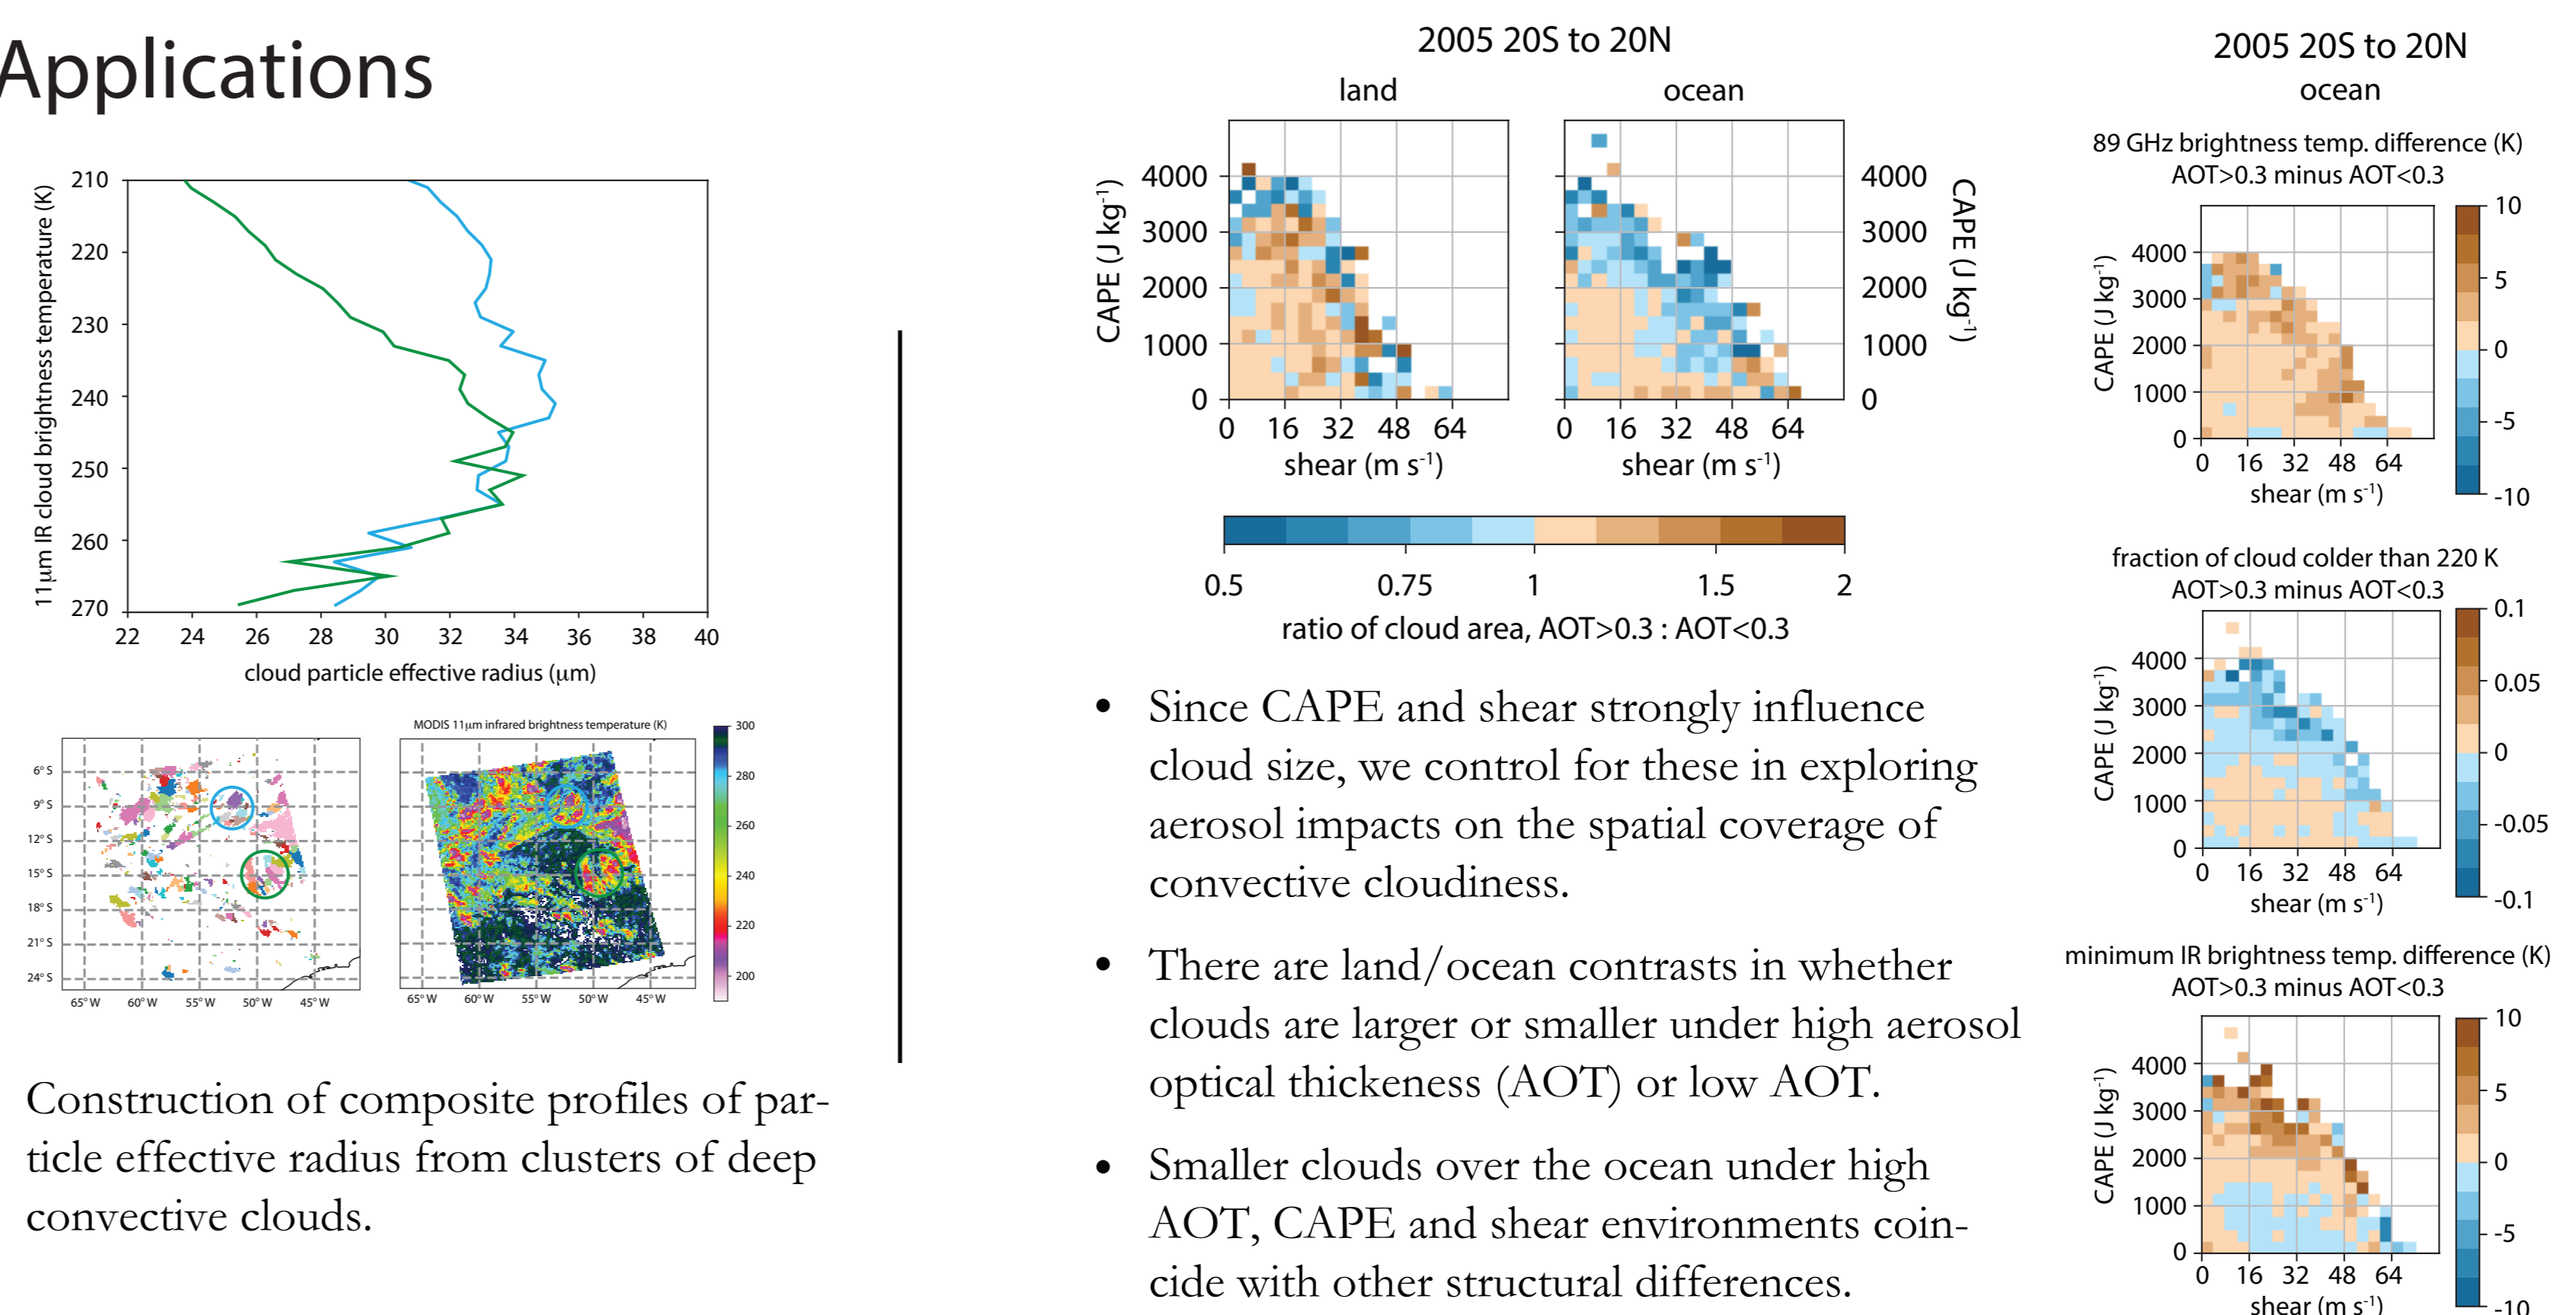 Applications
11μm IR cloud brightness temperature (K)
210
220
230
240
250
260
270
22 24 26 28 30 32 34 36 38 40
cloud particle effective radius (μm)
6° S
9° S
12° S
15° S
18° S
21° S
24° S
65° W 60° W 55° W 50° W 45° W
MODIS 11μm infrared brightness temperature (K)
65° W 60° W 55° W 50° W 45° W
300
280
260
240
220
200
Construction of composite profiles of par-
ticle effective radius from clusters of deep
convective clouds.
2005 20S to 20N
land
ocean
CAPE (J kg-1)
4000
3000
2000
1000
0
0 16 32 48 64
shear (m s-1)
0 16 32 48 64
shear (m s-1)
4000
3000
2000
1000
0
CAPE (J kg-1)
0.5 0.75 1 1.5 2
ratio of cloud area, AOT>0.3 : AOT<0.3
• Since CAPE and shear strongly influence
cloud size, we control for these in exploring
aerosol impacts on the spatial coverage of
convective cloudiness.
• There are land/ocean contrasts in whether
clouds are larger or smaller under high aerosol
optical thickeness (AOT) or low AOT.
• Smaller clouds over the ocean under high
AOT, CAPE and shear environments coin-
cide with other structural differences.
2005 20S to 20N
ocean
89 GHz brightness temp. difference (K)
AOT>0.3 minus AOT<0.3
CAPE (J kg-1)
4000
3000
2000
1000
0
0 16 32 48 64
shear (m s-1)
10
5
0
-5
-10
fraction of cloud colder than 220 K
AOT>0.3 minus AOT<0.3
CAPE (J kg-1)
4000
3000
2000
1000
0
0 16 32 48 64
shear (m s-1)
0.1
0.05
0
-0.05
-0.1
minimum IR brightness temp. difference (K)
AOT>0.3 minus AOT<0.3
CAPE (J kg-1)
4000
3000
2000
1000
0
0 16 32 48 64
shear (m s-1)
10
5
0
-5
-10